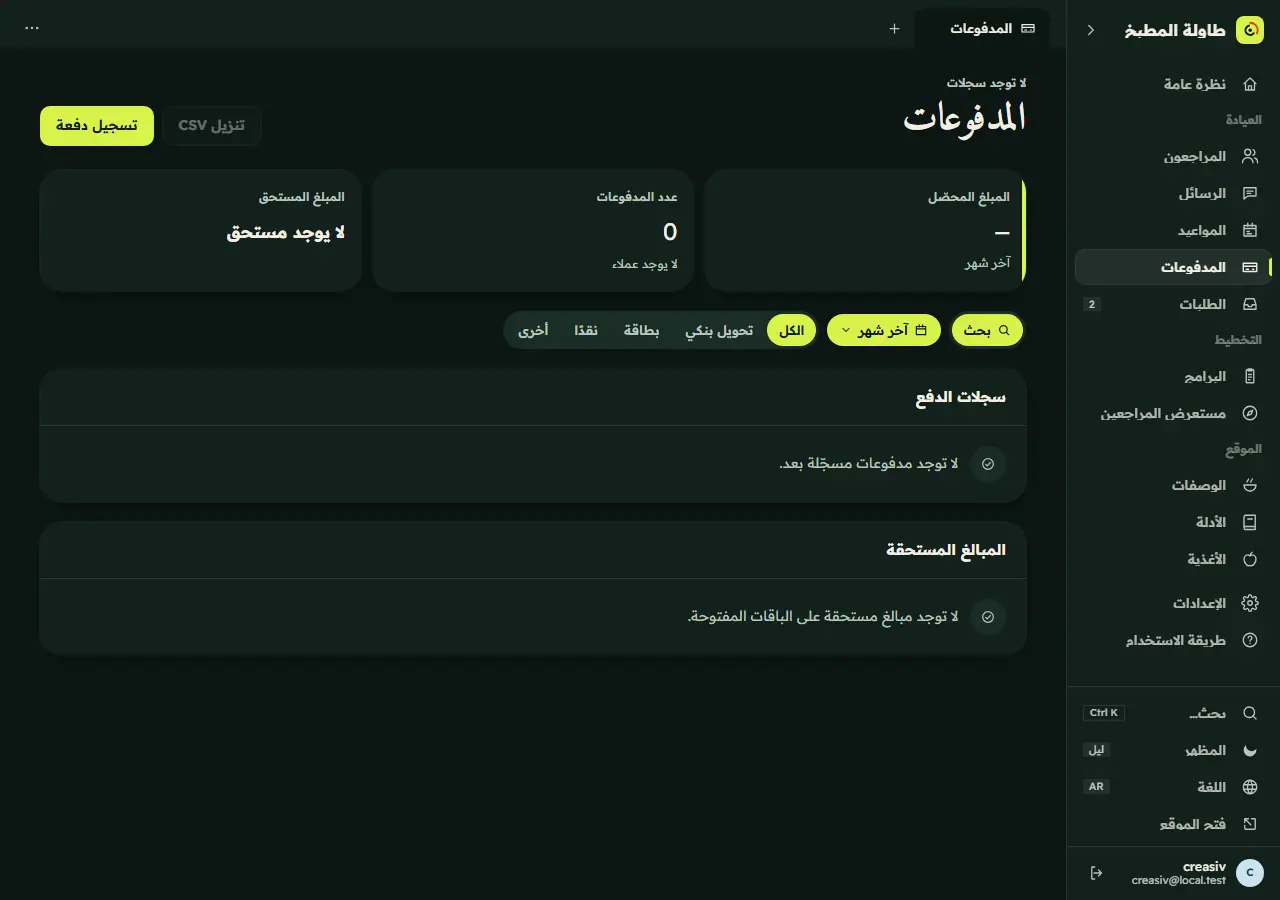 طاولة المطبخ
نظرة عامة
العيادة
المراجعون
الرسائل
المواعيد
المدفوعات
الطلبات 2
التخطيط
البرامج
مستعرض المراجعين
الموقع
الوصفات
الأدلة
الأغذية
الإعدادات
طريقة الاستخدام
بحث... Ctrl K
المظهر ليل
اللغة AR
فتح الموقع
creasiv
creasiv@local.test
C
المدفوعات
لا توجد سجلات
المدفوعات
تنزيل CSV
تسجيل دفعة
المبلغ المحصّل
—
آخر شهر
عدد المدفوعات
0
لا يوجد عملاء
المبلغ المستحق
لا يوجد مستحق
بحث
آخر شهر
الكل تحويل بنكي بطاقة نقدًا أخرى
سجلات الدفع
لا توجد مدفوعات مسجّلة بعد.
المبالغ المستحقة
لا توجد مبالغ مستحقة على الباقات المفتوحة.